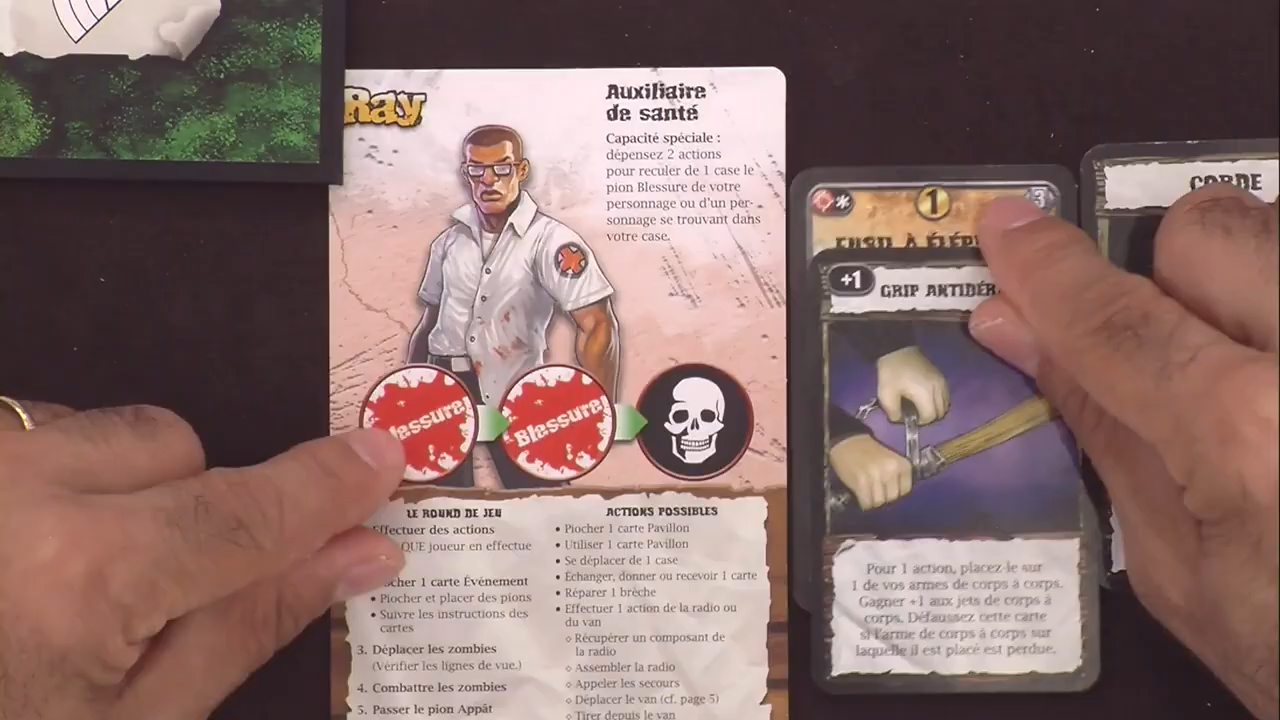 Ray
Auxiliaire
de santé
Capacité spéciale :
dépensez 2 actions
pour reculer de 1 case le
pion Blessure de votre
personnage ou d'un per-
sonnage se trouvant dans
votre case.
Blessure
LE ROUND DE JEU
Effectuer des actions
QUE joueur en effectue
1 carte Événement
• Piocher et placer des pions
• Suivre les instructions des
cartes
3. Déplacer les zombies
(Vérifier les lignes de vue.)
4. Combattre les zombies
5. Passer le pion Appât
ACTIONS POSSIBLES
• Piocher 1 carte Pavillon
• Utiliser 1 carte Pavillon
• Se déplacer de 1 case
• Échanger, donner ou recevoir 1 carte
• Réparer 1 brèche
• Effectuer 1 action de la radio ou
du van
⋄ Récupérer un composant de
la radio
⋄ Assembler la radio
⋄ Appeler les secours
⋄ Déplacer le van (cf. page 5)
⋄ Tirer depuis le van
* 1 3
FUSIL À
+1
GRIP
Pour 1 action, placez-le sur
1 de vos armes de corps à corps.
Gagner +1 aux jets de corps à
corps. Défaussez cette carte
si l'arme de corps à corps sur
laquelle il est placé est perdue.
CORDE